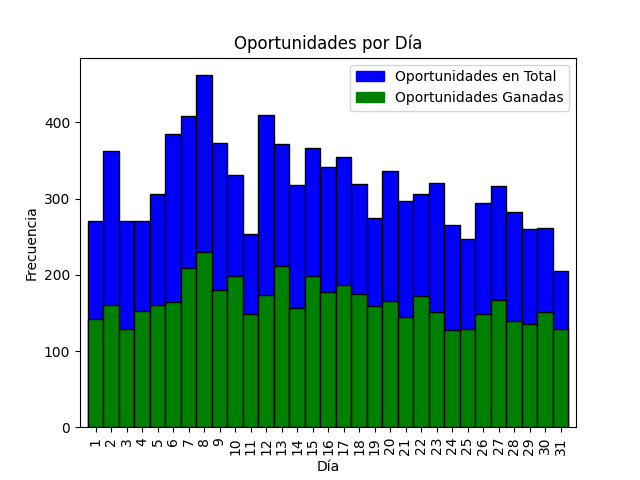 Oportunidades por Día
Oportunidades en Total
Oportunidades Ganadas
Frecuencia
400
300
200
100
0
1 2 3 4 5 6 7 8 9 10 11 12 13 14 15 16 17 18 19 20 21 22 23 24 25 26 27 28 29 30 31
Día